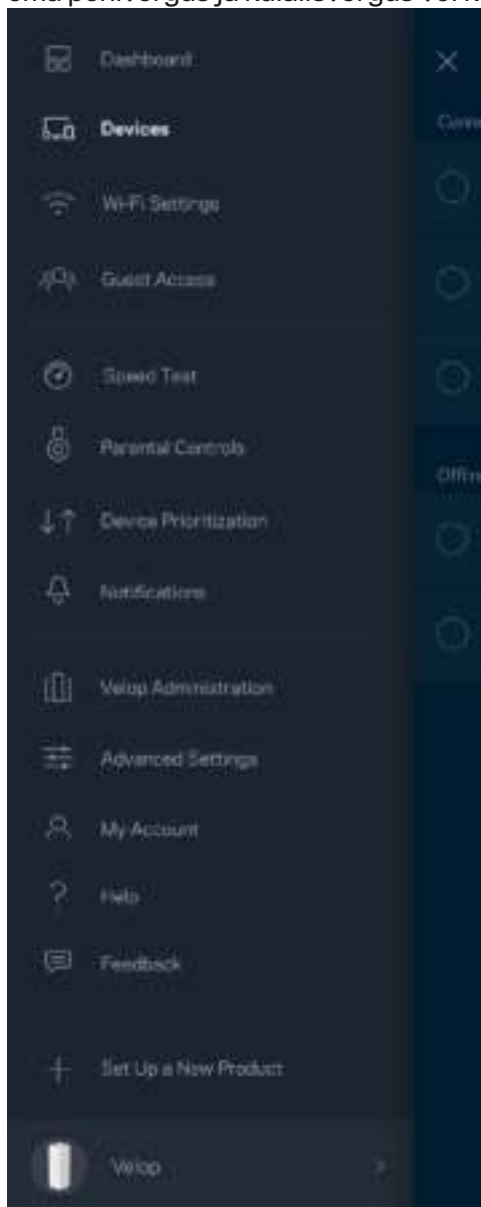 Dashboard
Devices
Wi-Fi Settings
Guest Access
Speed Test
Parental Controls
Device Prioritization
Notifications
Velop Administration
Advanced Settings
My Account
Help
Feedback
Set Up a New Product
Velop